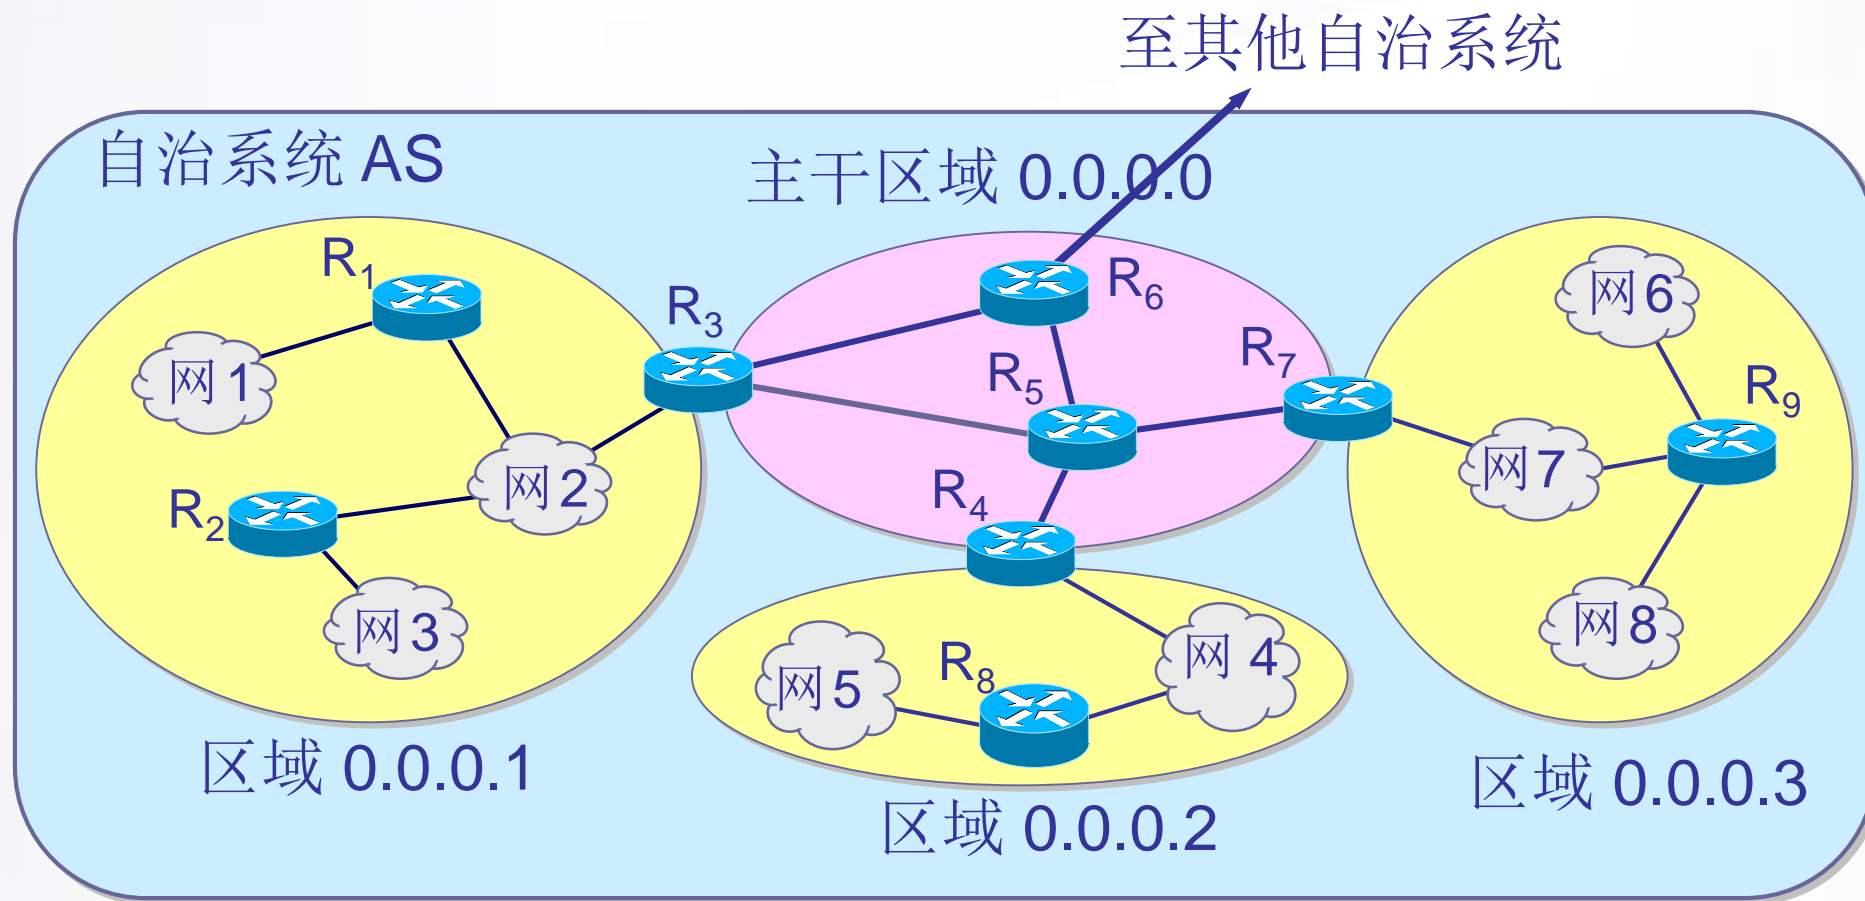 至其他自治系统
自治系统 AS
主干区域 0.0.0.0
R1
R6
网6
R3
网1
R5
R7
R9
网2
R4
网7
R2
网3
R8
网4
网5
网8
区域 0.0.0.1
区域 0.0.0.2
区域 0.0.0.3